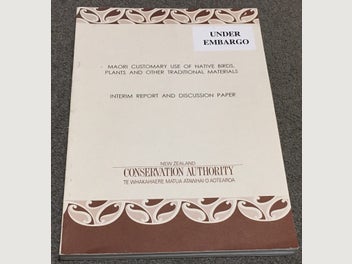 UNDER
EMBARGO
MAORI CUSTOMARY USE OF NATIVE BIRDS,
PLANTS AND OTHER TRADITIONAL MATERIALS
INTERIM REPORT AND DISCUSSION PAPER
NEW ZEALAND
CONSERVATION AUTHORITY
TE WHAKAHAERE MATUA ATAWHAI O AOTEAROA